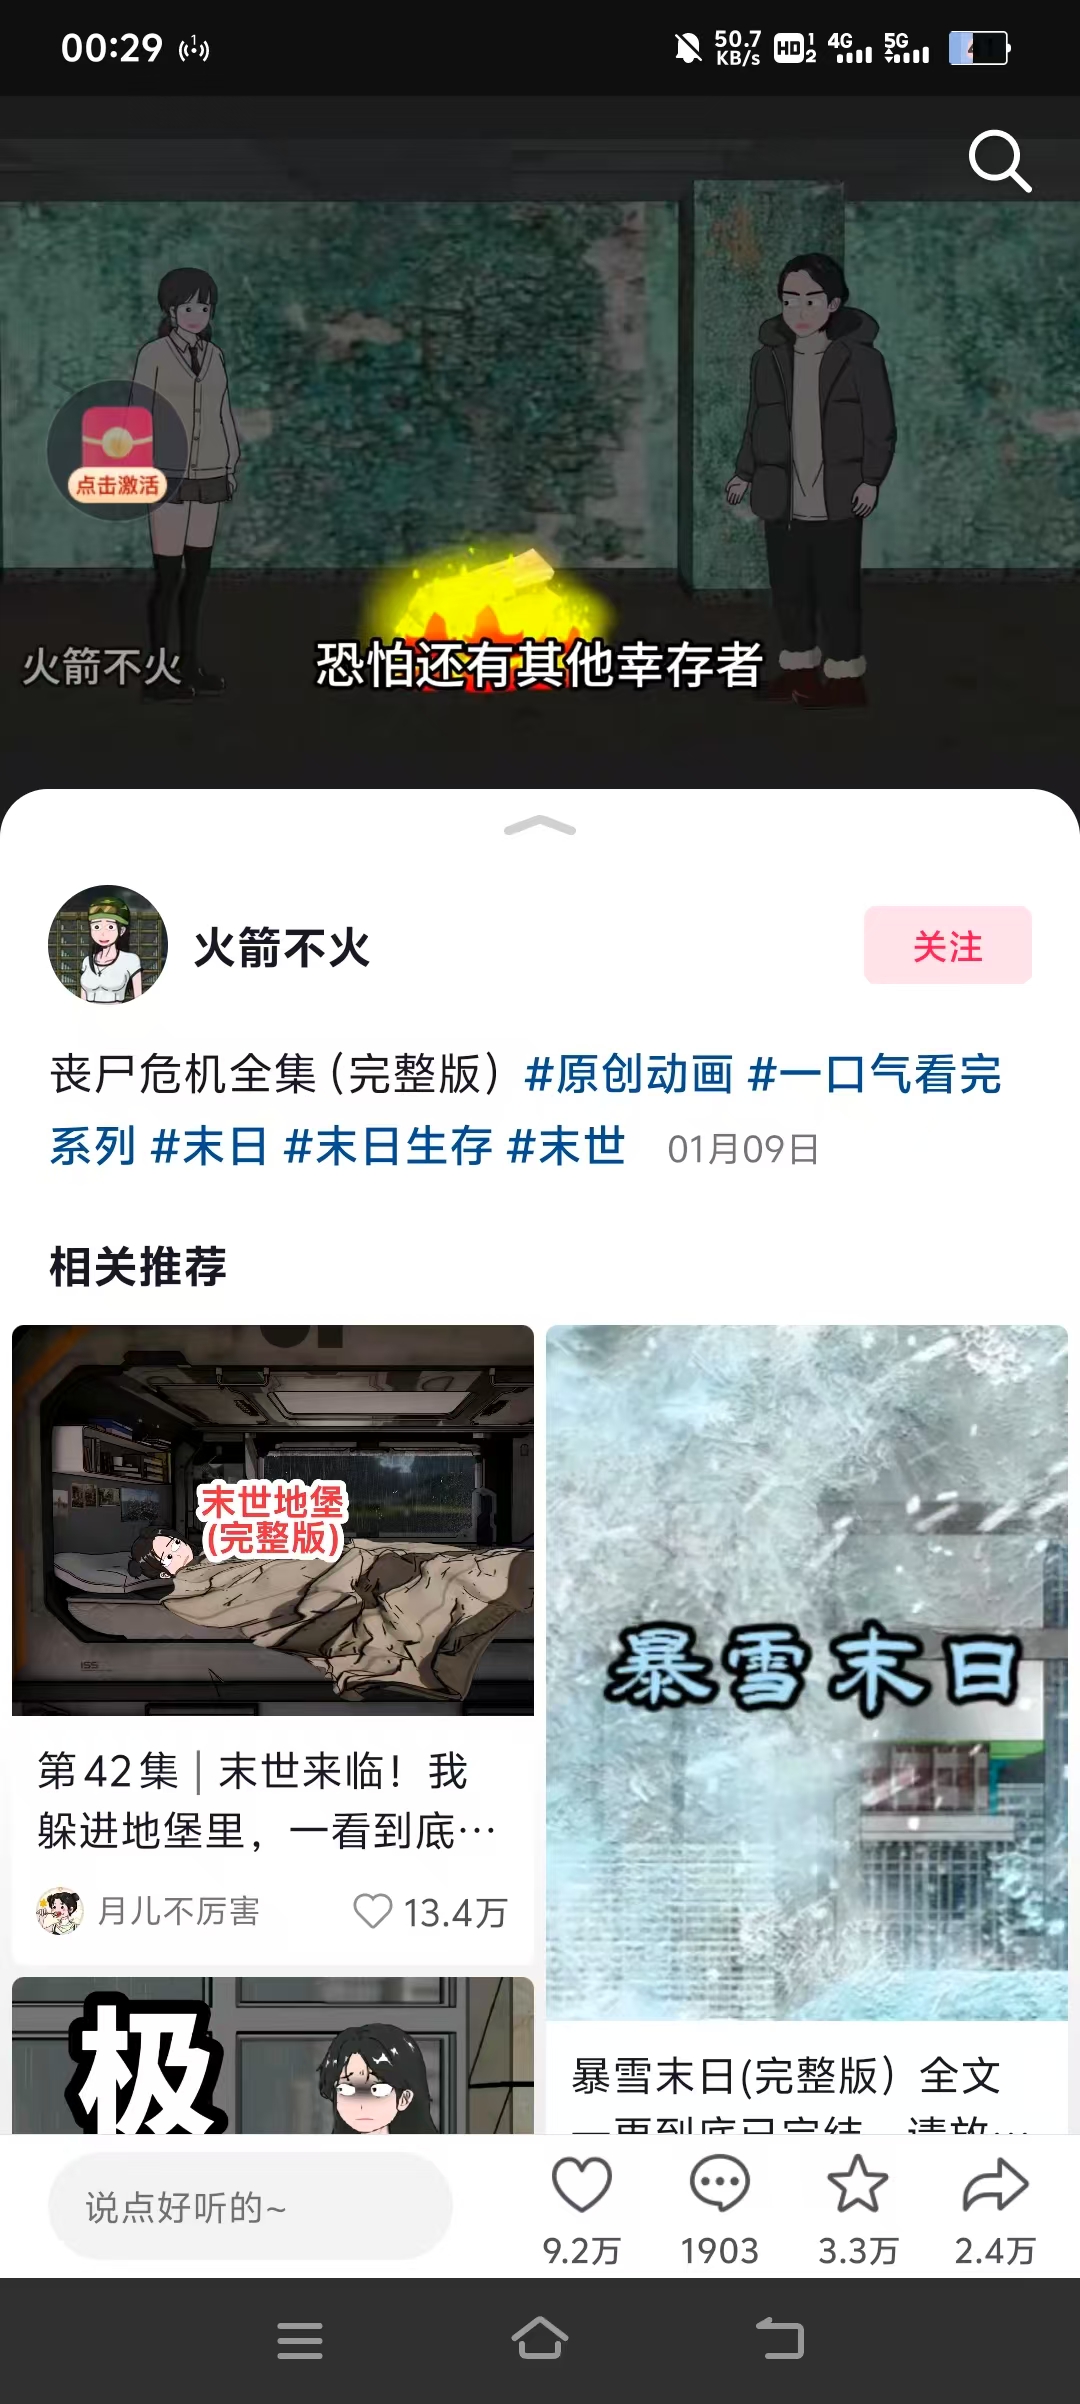 00:29
50.7 KB/s HD 1 2 4G 5G
点击激活
火箭不火
恐怕还有其他幸存者
火箭不火
关注
丧尸危机全集（完整版）#原创动画 #一口气看完
系列 #末日 #末日生存 #末世 01月09日
相关推荐
末世地堡
(完整版)
暴雪末日
第42集｜末世来临！我
躲进地堡里，一看到底…
月儿不厉害
13.4万
极
暴雪末日(完整版）全文
说点好听的~
9.2万
1903
3.3万
2.4万